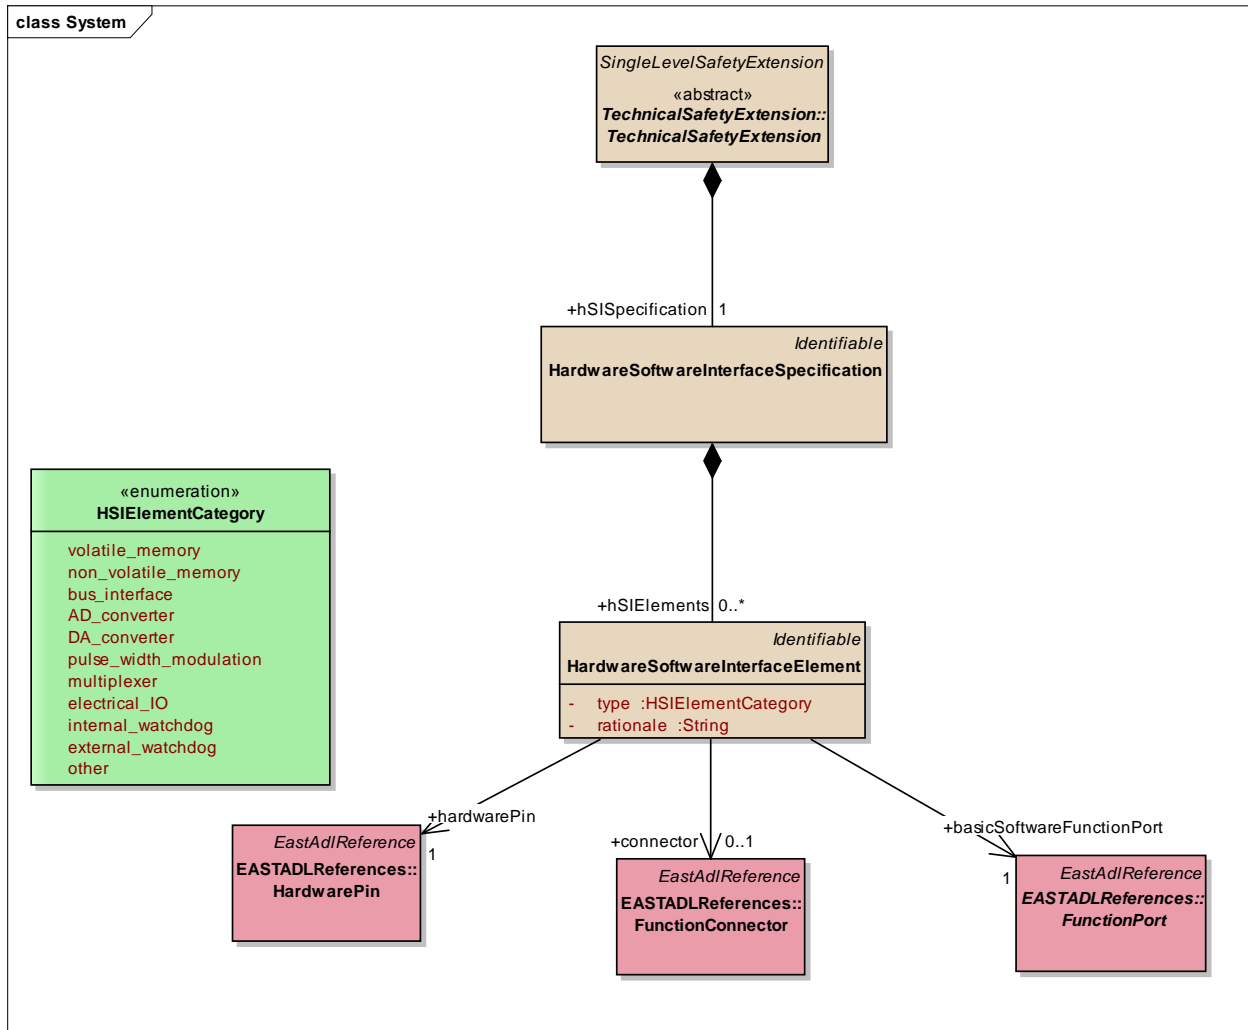 class System
SingleLevelSafetyExtension
«abstract»
TechnicalSafetyExtension::
TechnicalSafetyExtension
+hSISpecification 1
Identifiable
HardwareSoftwareInterfaceSpecification
«enumeration»
HSIElementCategory
volatile_memory
non_volatile_memory
bus_interface
AD_converter
DA_converter
pulse_width_modulation
multiplexer
electrical_IO
internal_watchdog
external_watchdog
other
+hSIElements 0..*
Identifiable
HardwareSoftwareInterfaceElement
- type :HSIElementCategory
- rationale :String
+hardwarePin
1
EastAdlReference
EASTADLReferences::
HardwarePin
+connector 0..1
EastAdlReference
EASTADLReferences::
FunctionConnector
+basicSoftwareFunctionPort
1
EastAdlReference
EASTADLReferences::
FunctionPort